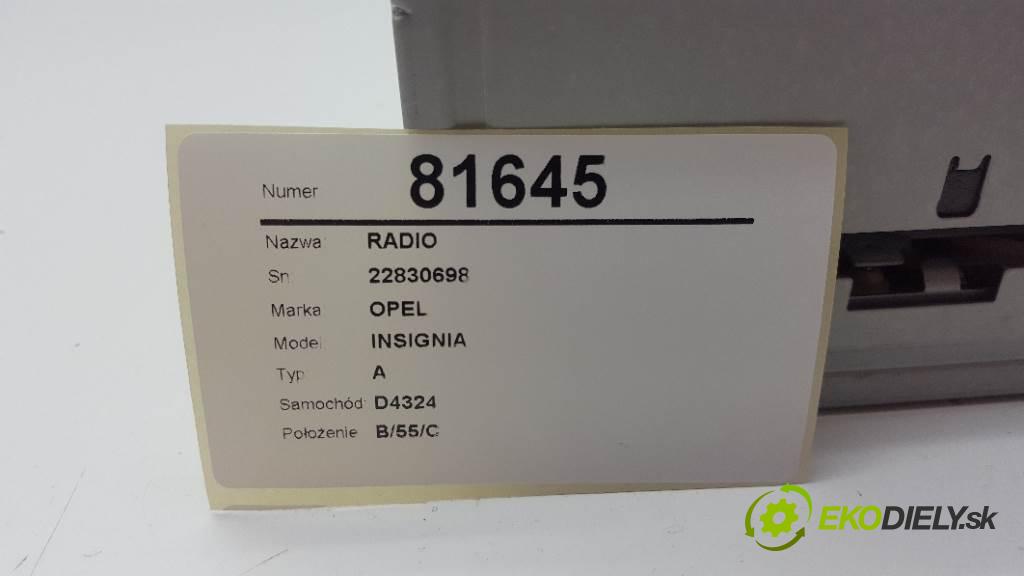 Numer 81645
Nazwa RADIO
Sn 22830698
Marka OPEL
Model INSIGNIA
Typ A
Samochód: D4324
Położenie B/55/C
EKODIELY.sk